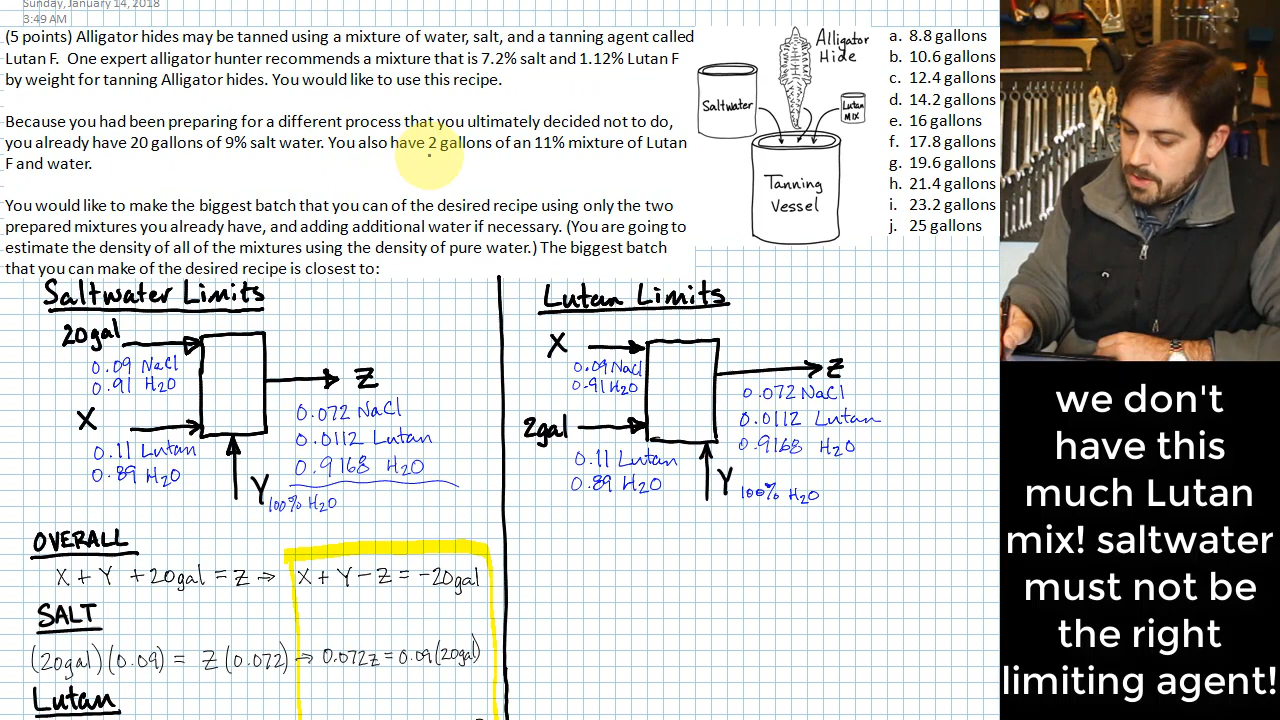 Sunday, January 14, 2018
3:49 AM
(5 points) Alligator hides may be tanned using a mixture of water, salt, and a tanning agent called
Lutan F. One expert alligator hunter recommends a mixture that is 7.2% salt and 1.12% Lutan F
by weight for tanning Alligator hides. You would like to use this recipe.
Because you had been preparing for a different process that you ultimately decided not to do,
you already have 20 gallons of 9% salt water. You also have 2 gallons of an 11% mixture of Lutan
F and water.
You would like to make the biggest batch that you can of the desired recipe using only the two
prepared mixtures you already have, and adding additional water if necessary. (You are going to
estimate the density of all of the mixtures using the density of pure water.) The biggest batch
that you can make of the desired recipe is closest to:
Alligator
Hide
Saltwater
Lutan
MIX
Tanning
Vessel
a. 8.8 gallons
b. 10.6 gallons
c. 12.4 gallons
d. 14.2 gallons
e. 16 gallons
f. 17.8 gallons
g. 19.6 gallons
h. 21.4 gallons
i. 23.2 gallons
j. 25 gallons
Saltwater Limits
20gal
0.09 NaCl
0.91 H2O
X
0.11 Lutan
0.89 H2O
Z
0.072 NaCl
0.0112 Lutan
0.9168 H2O
Y
100% H2O
OVERALL
X + Y + 20gal = Z → X + Y - Z = -20gal
SALT
(20gal)(0.09) = Z(0.072) → 0.072Z = 0.09(20gal)
Lutan
Lutan Limits
X
0.09 NaCl
0.91 H2O
2gal
0.11 Lutan
0.89 H2O
Z
0.072 NaCl
0.0112 Lutan
0.9168 H2O
Y
100% H2O
we don't
have this
much Lutan
mix! saltwater
must not be
the right
limiting agent!